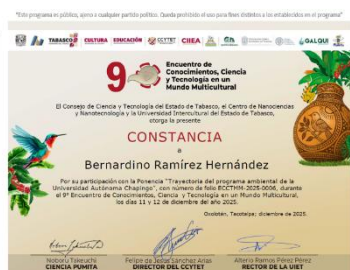 "Este programa es público, ajeno a cualquier partido político. Queda prohibido el uso para fines distintos a los establecidos en el programa"
TABASCO CULTURA EDUCACIÓN CCYTET CIIEA GALQUI
9º Encuentro de
Conocimientos, Ciencia
y Tecnología en un
Mundo Multicultural
El Consejo de Ciencia y Tecnología del Estado de Tabasco, el Centro de Nanociencias
y Nanotecnología y la Universidad Intercultural del Estado de Tabasco,
otorga la presente
CONSTANCIA
a
Bernardino Ramírez Hernández
Por su participación con la Ponencia "Trayectoria del programa ambiental de la
Universidad Autónoma Chapingo", con número de folio ECCTMM-2025-0006, durante
el 9º Encuentro de Conocimientos, Ciencia y Tecnología en un Mundo Multicultural,
los días 11 y 12 de diciembre del año 2025.
Oxolotán, Tacotalpa; diciembre de 2025.
Noboru Takeuchi
CIENCIA PUMITA
Felipe de Jesús Sánchez Arias
DIRECTOR DEL CCYTET
Alterio Ramos Pérez Pérez
RECTOR DE LA UIET